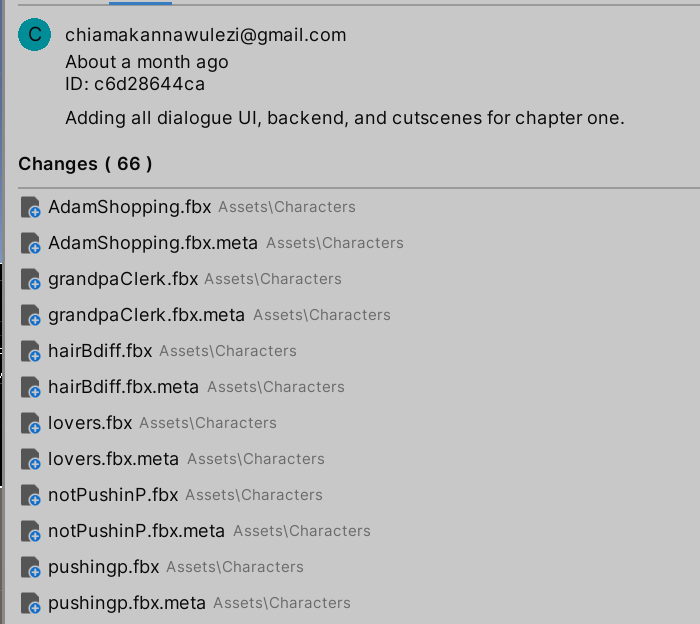 C
chiamakannawulezi@gmail.com
About a month ago
ID: c6d28644ca
Adding all dialogue UI, backend, and cutscenes for chapter one.
Changes ( 66 )
AdamShopping.fbx Assets\Characters
AdamShopping.fbx.meta Assets\Characters
grandpaClerk.fbx Assets\Characters
grandpaClerk.fbx.meta Assets\Characters
hairBdiff.fbx Assets\Characters
hairBdiff.fbx.meta Assets\Characters
lovers.fbx Assets\Characters
lovers.fbx.meta Assets\Characters
notPushinP.fbx Assets\Characters
notPushinP.fbx.meta Assets\Characters
pushingp.fbx Assets\Characters
pushingp.fbx.meta Assets\Characters